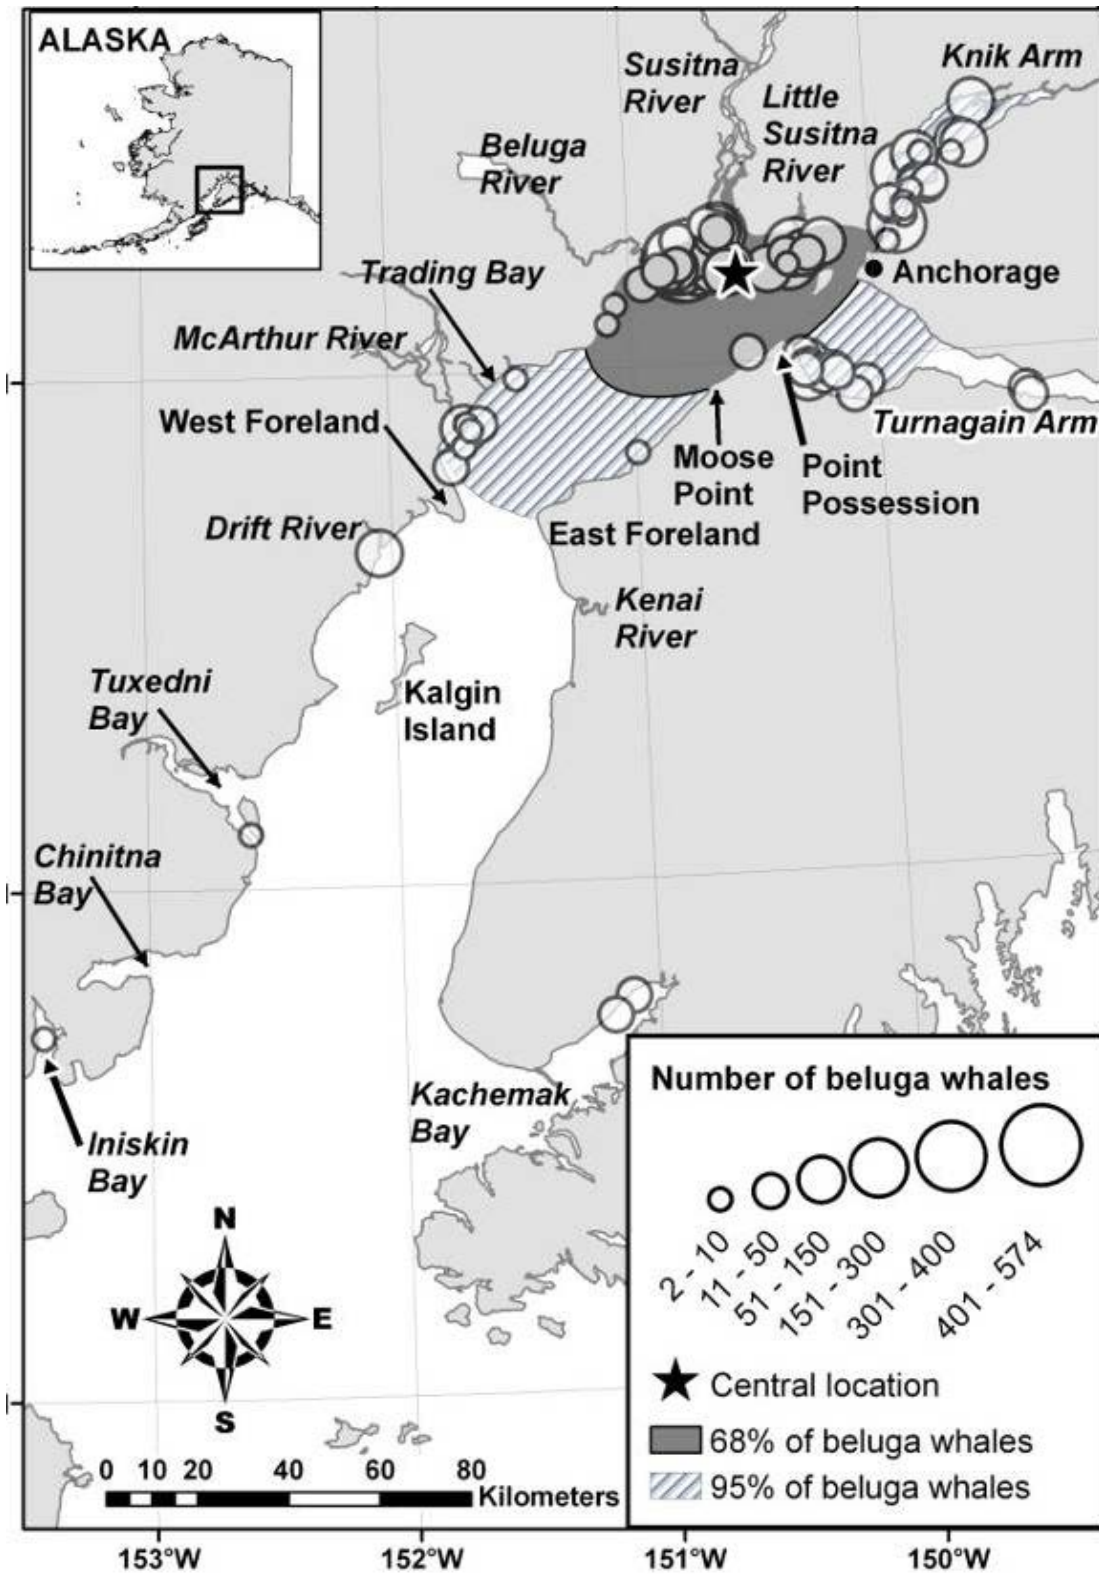 ALASKA
Knik Arm
Susitna
River
Little
Susitna
River
Beluga
River
Trading Bay
Anchorage
McArthur River
West Foreland
Turnagain Arm
Moose
Point
Point
Possession
Drift River
East Foreland
Kenai
River
Tuxedni
Bay
Kalgin
Island
Chinitna
Bay
Kachemak
Bay
Iniskin
Bay
Number of beluga whales
2 - 10
11 - 50
51 - 150
151 - 300
301 - 400
401 - 574
Central location
68% of beluga whales
95% of beluga whales
N
W
E
S
0 10 20 40 60 80
Kilometers
153°W 152°W 151°W 150°W